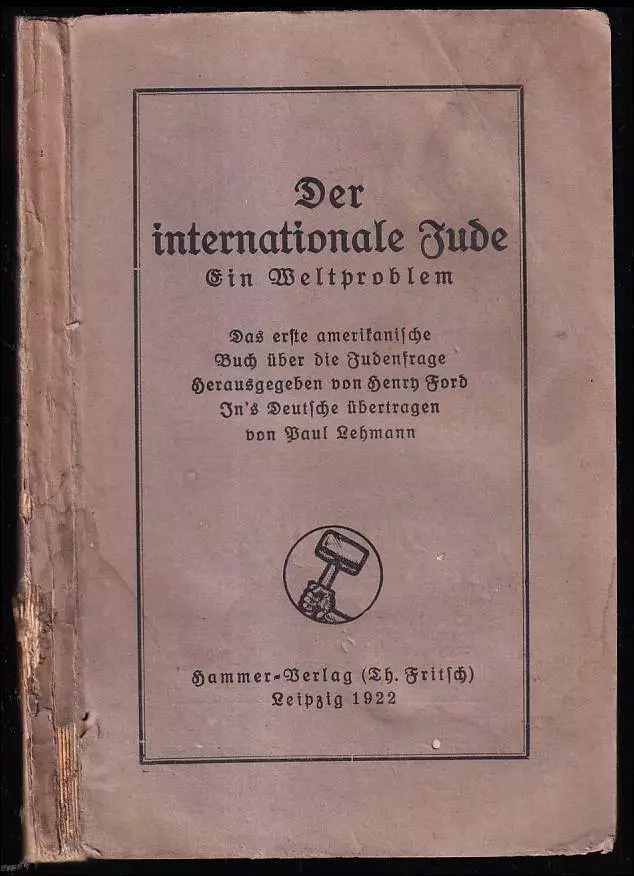 Der
internationale Jude
Ein Weltproblem
Das erste amerikanische
Buch über die Judenfrage
Herausgegeben von Henry Ford
In's Deutsche übertragen
von Paul Lehmann
Hammer-Verlag (Th. Fritsch)
Leipzig 1922